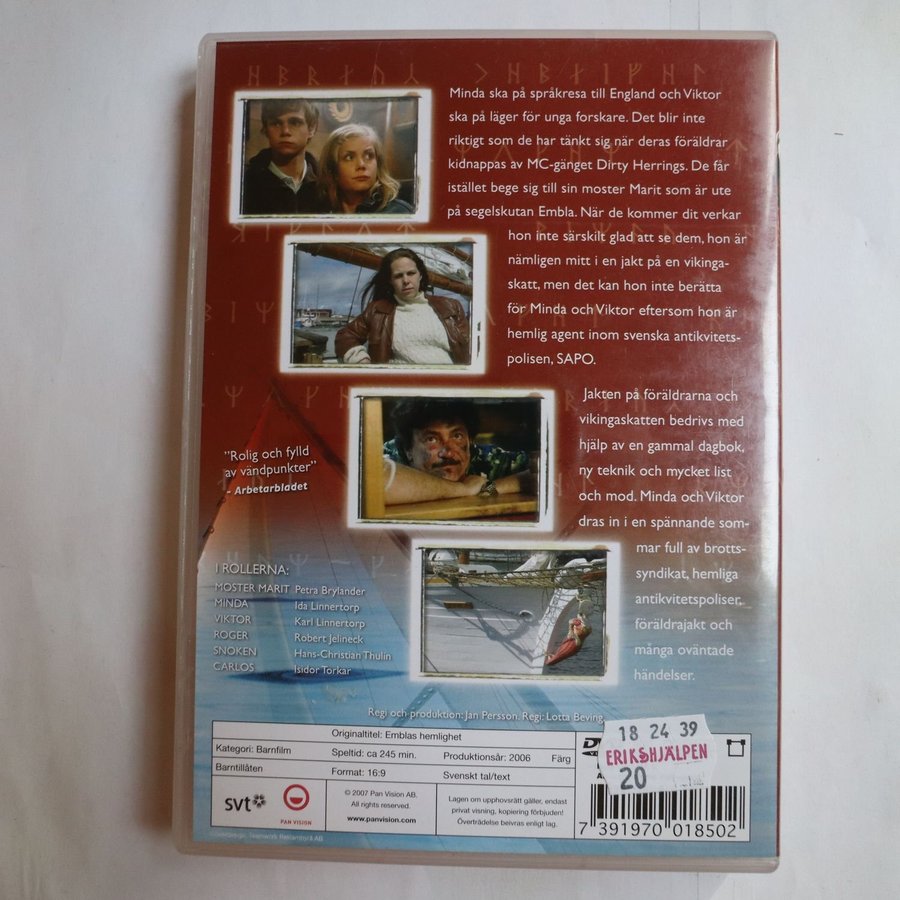 Minda ska på språkresa till England och Viktor
ska på läger för unga forskare. Det blir inte
riktigt som de har tänkt sig när deras föräldrar
kidnappas av MC-gänget Dirty Herrings. De får
istället bege sig till sin moster Marit som är ute
på segelskutan Embla. När de kommer dit verkar
hon inte särskilt glad att se dem, hon är
nämligen mitt i en jakt på en vikinga-
skatt, men det kan hon inte berätta
för Minda och Viktor eftersom hon är
hemlig agent inom svenska antikvitets-
polisen, SAPO.
Jakten på föräldrarna och
vikingaskatten bedrivs med
hjälp av en gammal dagbok,
ny teknik och mycket list
och mod. Minda och Viktor
dras in i en spännande som-
mar full av brotts-
syndikat, hemliga
antikvitetspoliser,
föräldrajakt och
många oväntade
händelser.
”Rolig och fylld
av vändpunkter”
- Arbetarbladet
I ROLLERNA:
MOSTER MARIT Petra Brylander
MINDA Ida Linnertorp
VIKTOR Karl Linnertorp
ROGER Robert Jelineck
SNOKEN Hans-Christian Thulin
CARLOS Isidor Torkar
Regi och produktion: Jan Persson. Regi: Lotta Beving
Originaltitel: Emblas hemlighet
Kategori: Barnfilm Speltid: ca 245 min. Produktionsår: 2006 Färg
Barntillåten Format: 16:9 Svenskt tal/text
svt
PAN VISION
© 2007 Pan Vision AB.
All rights reserved.
www.panvision.com
Lagen om upphovsrätt gäller, endast
privat visning, kopiering förbjuden!
Överträdelse beivras enligt lag.
18 24 39
ERIKSHJÄLPEN
20
7 391970 018502